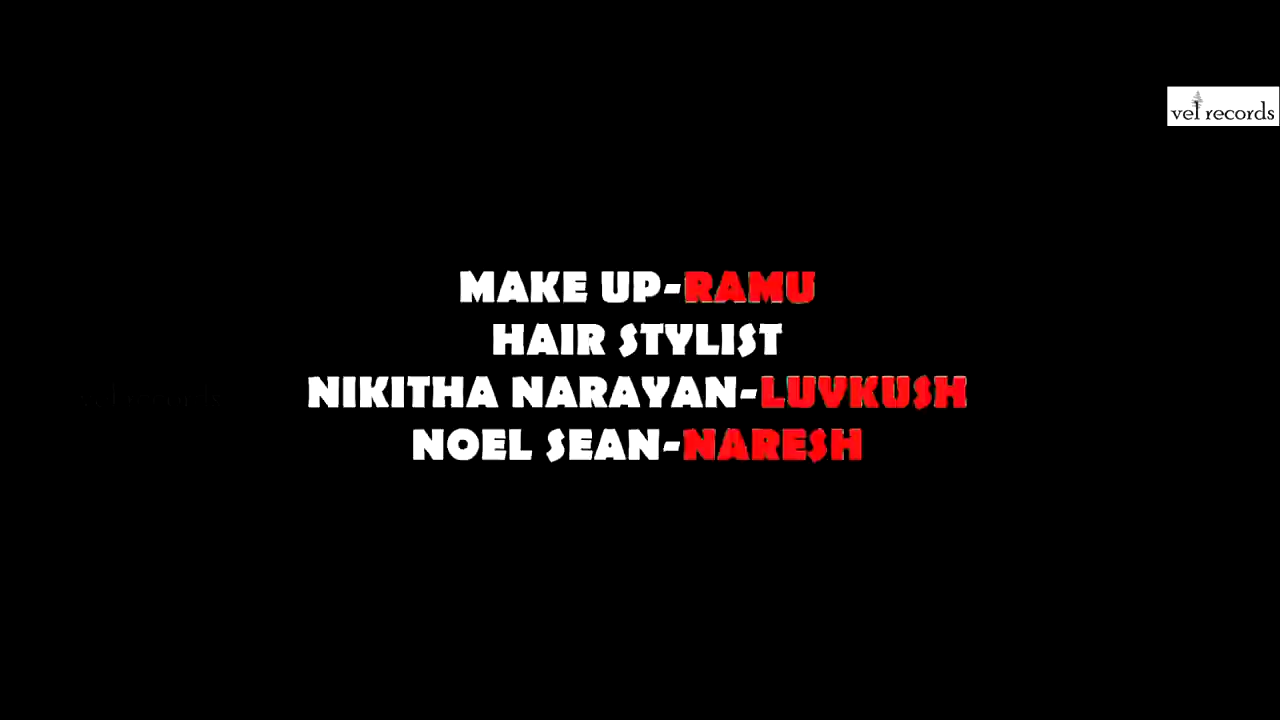 vel records
MAKE UP-RAMU
HAIR STYLIST
NIKITHA NARAYAN-LUVKUSH
NOEL SEAN-NARESH